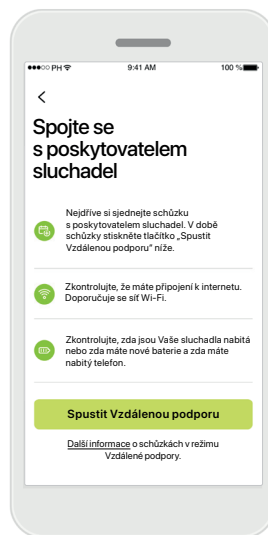 PH 9:41 AM 100 %
Spojte se
s poskytovatelem
sluchadel
Nejdříve si sjednejte schůzku
s poskytovatelem sluchadel. V době
schůzky stiskněte tlačítko „Spustit
Vzdálenou podporu“ níže.
Zkontrolujte, že máte připojení k internetu.
Doporučuje se síť Wi-Fi.
Zkontrolujte, zda jsou Vaše sluchadla nabitá
nebo zda máte nové baterie a zda máte
nabitý telefon.
Spustit Vzdálenou podporu
Další informace o schůzkách v režimu
Vzdálené podpory.